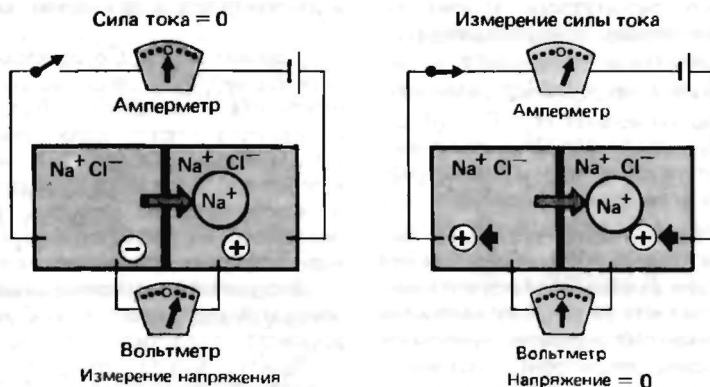 Сила тока = 0
Амперметр
Na⁺ Cl⁻
Na⁺ Cl⁻
Na⁺
−
+
Вольтметр
Измерение напряжения
Измерение силы тока
Амперметр
Na⁺ Cl⁻
Na⁺ Cl⁻
Na⁺
+
+
Вольтметр
Напряжение = 0